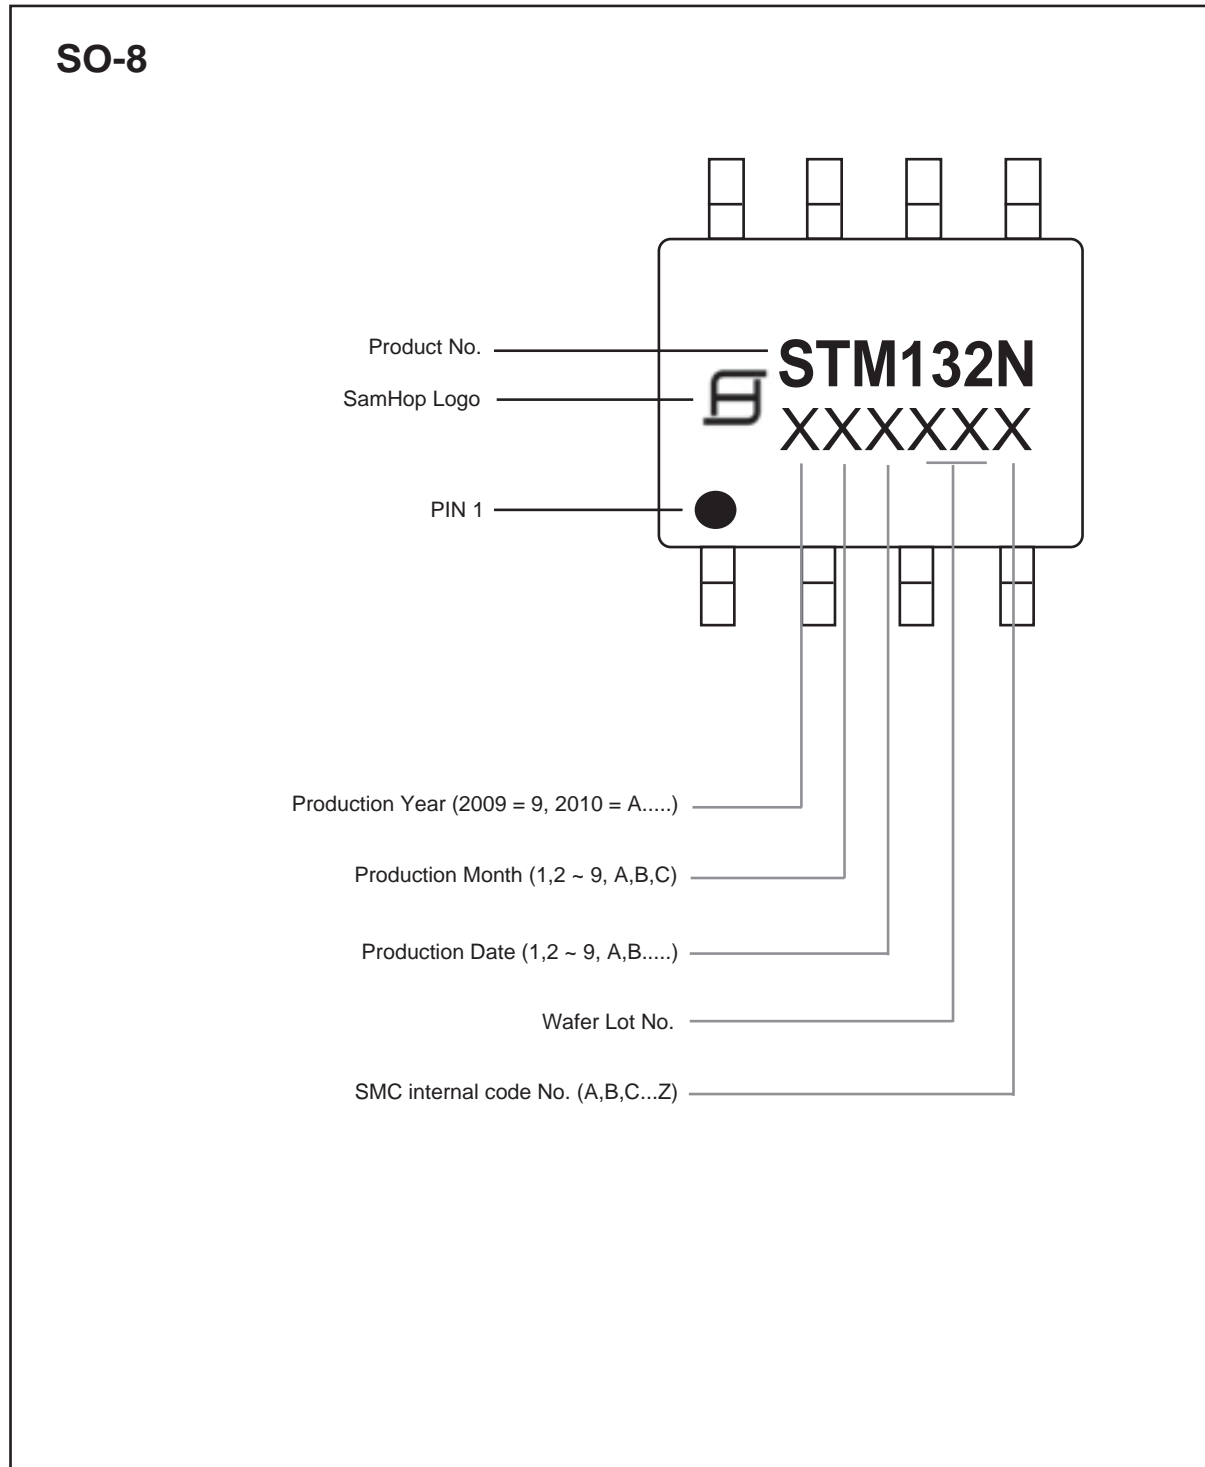 SO-8
Product No.
STM132N
SamHop Logo
XXXXXX
PIN 1
Production Year (2009 = 9, 2010 = A.....)
Production Month (1,2 ~ 9, A,B,C)
Production Date (1,2 ~ 9, A,B.....)
Wafer Lot No.
SMC internal code No. (A,B,C...Z)